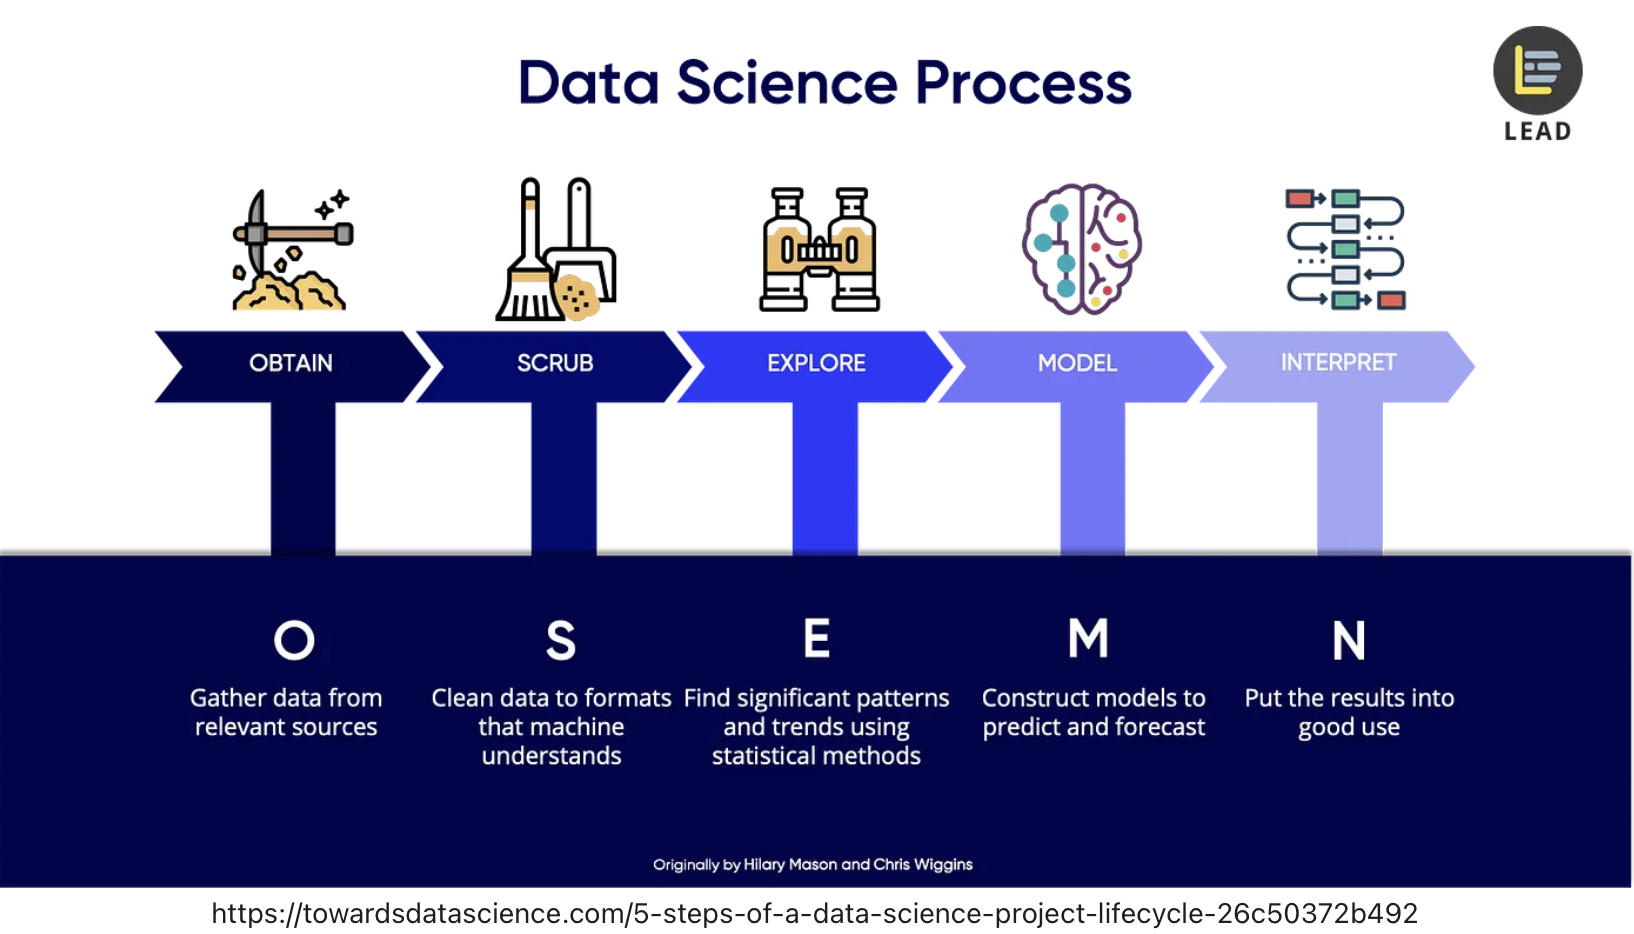 Data Science Process
LEAD
OBTAIN
SCRUB
EXPLORE
MODEL
INTERPRET
O
Gather data from
relevant sources
S
Clean data to formats
that machine
understands
E
Find significant patterns
and trends using
statistical methods
M
Construct models to
predict and forecast
N
Put the results into
good use
Originally by Hilary Mason and Chris Wiggins
https://towardsdatascience.com/5-steps-of-a-data-science-project-lifecycle-26c50372b492